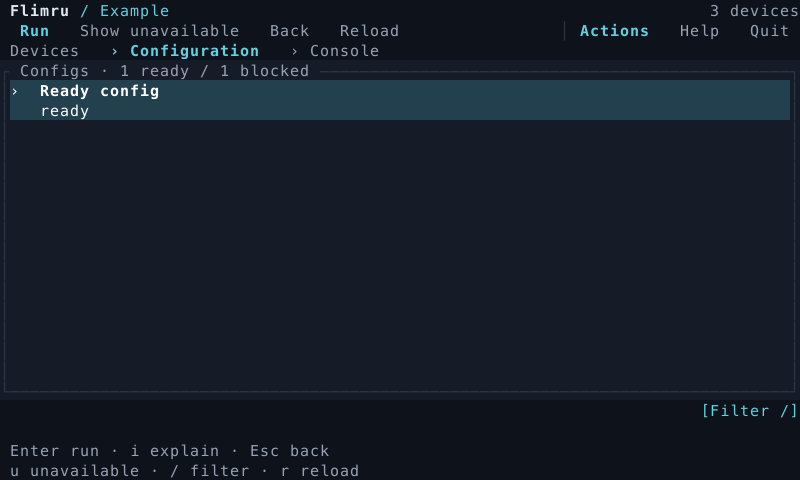 Flimru / Example 3 devices
Run Show unavailable Back Reload │ Actions Help Quit
Devices › Configuration › Console
Configs · 1 ready / 1 blocked
› Ready config
ready
[Filter /]
Enter run · i explain · Esc back
u unavailable · / filter · r reload